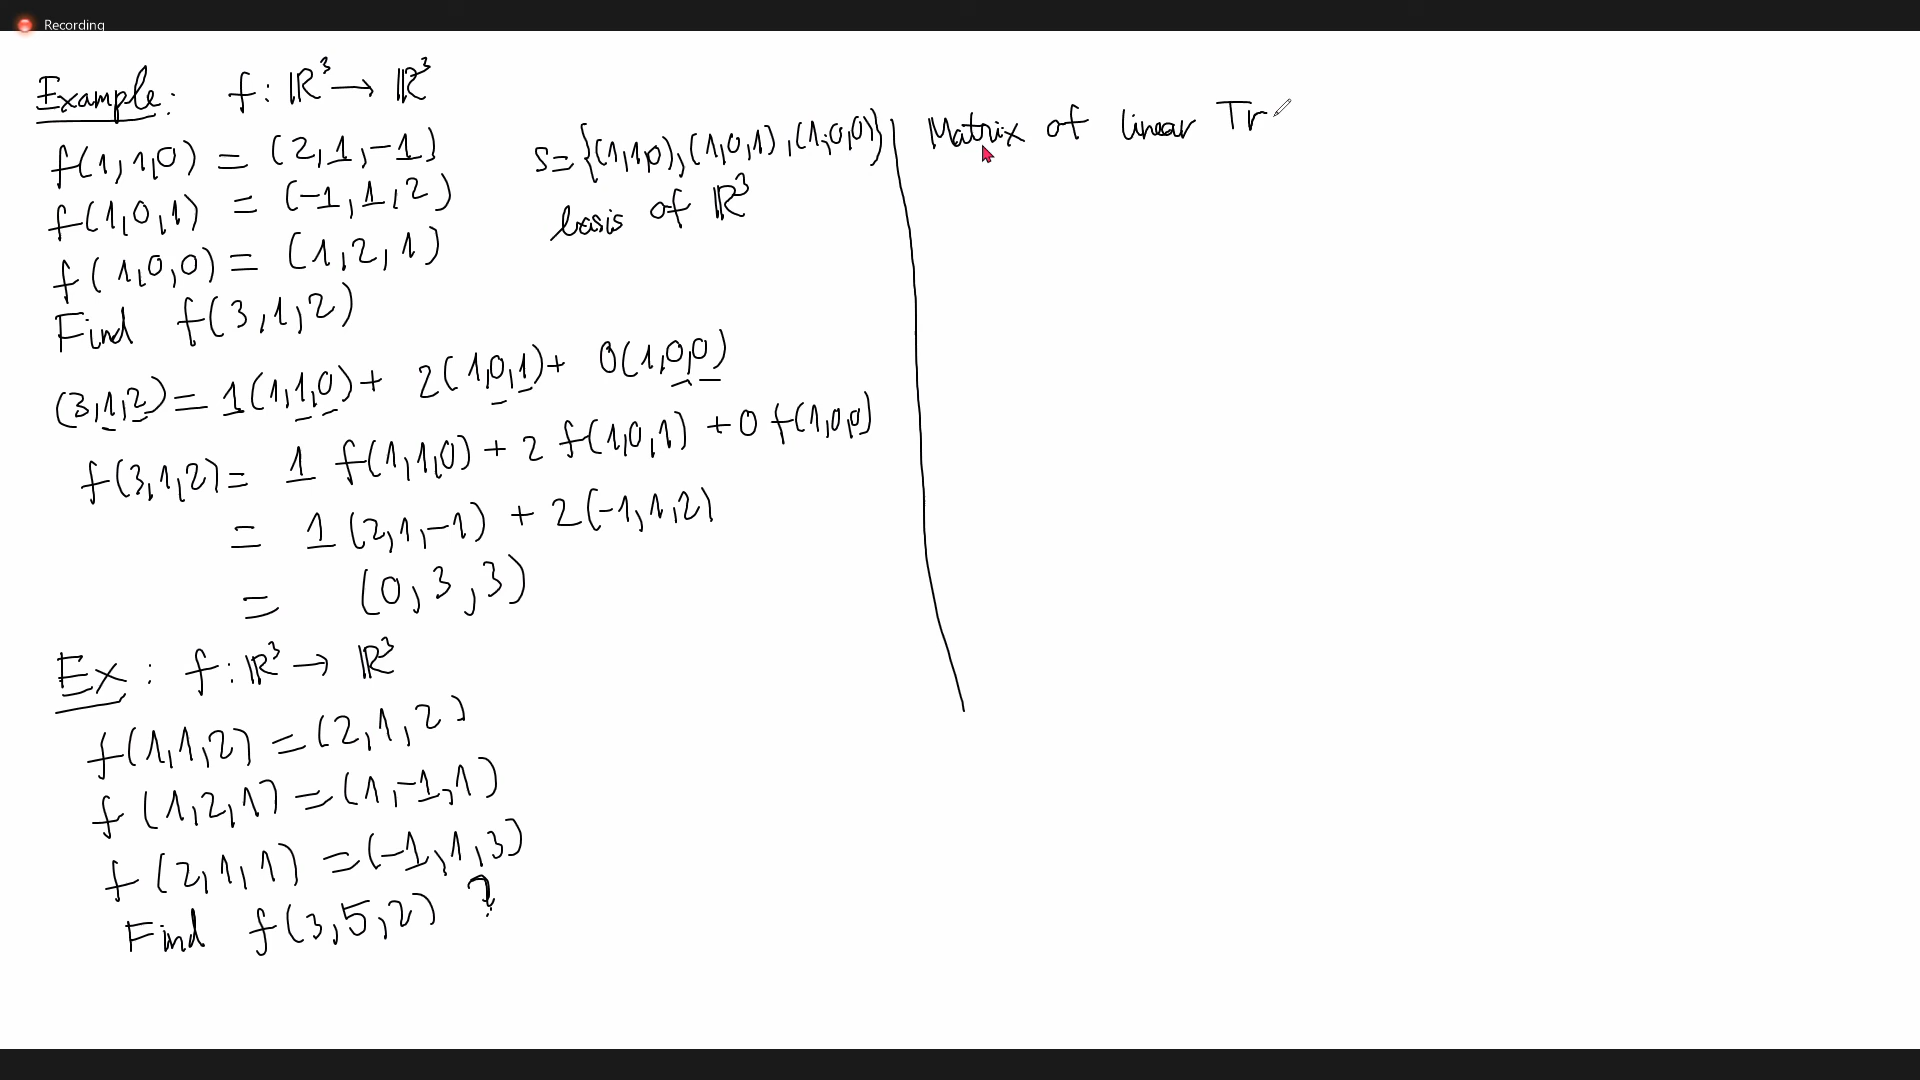 Recording
Example: f: ℝ³ → ℝ³
f(1,1,0) = (2,1,-1)
f(1,0,1) = (-1,1,2)
f(1,0,0) = (1,2,1)
Find f(3,1,2)
S={(1,1,0),(1,0,1),(1,0,0)}
basis of ℝ³
(3,1,2) = 1(1,1,0) + 2(1,0,1) + 0(1,0,0)
f(3,1,2) = 1 f(1,1,0) + 2 f(1,0,1) + 0 f(1,0,0)
= 1 (2,1,-1) + 2(-1,1,2)
= (0,3,3)
Ex: f: ℝ³ → ℝ³
f(1,1,2) = (2,1,2)
f(1,2,1) = (1,-1,1)
f(2,1,1) = (-1,1,3)
Find f(3,5,2) ?
Matrix of linear Tr